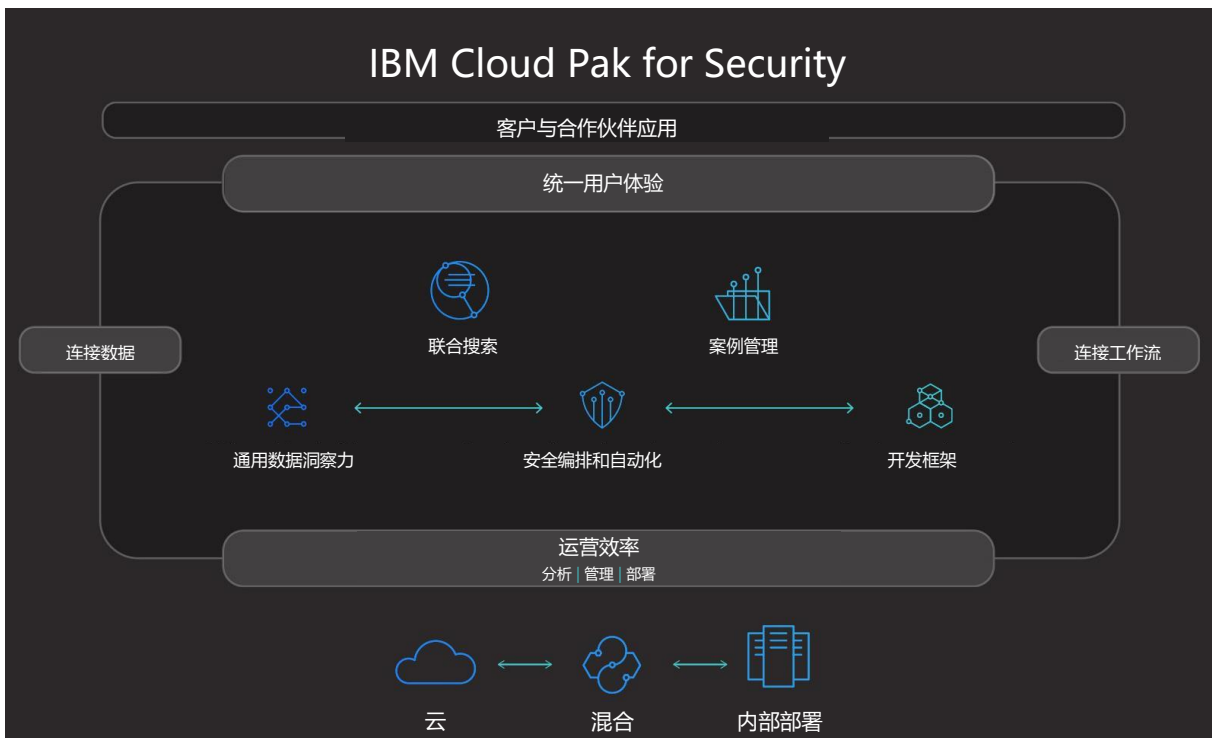 IBM Cloud Pak for Security
客户与合作伙伴应用
统一用户体验
联合搜索
案例管理
连接数据
连接工作流
通用数据洞察力
安全编排和自动化
开发框架
运营效率
分析 | 管理 | 部署
云
混合
内部部署